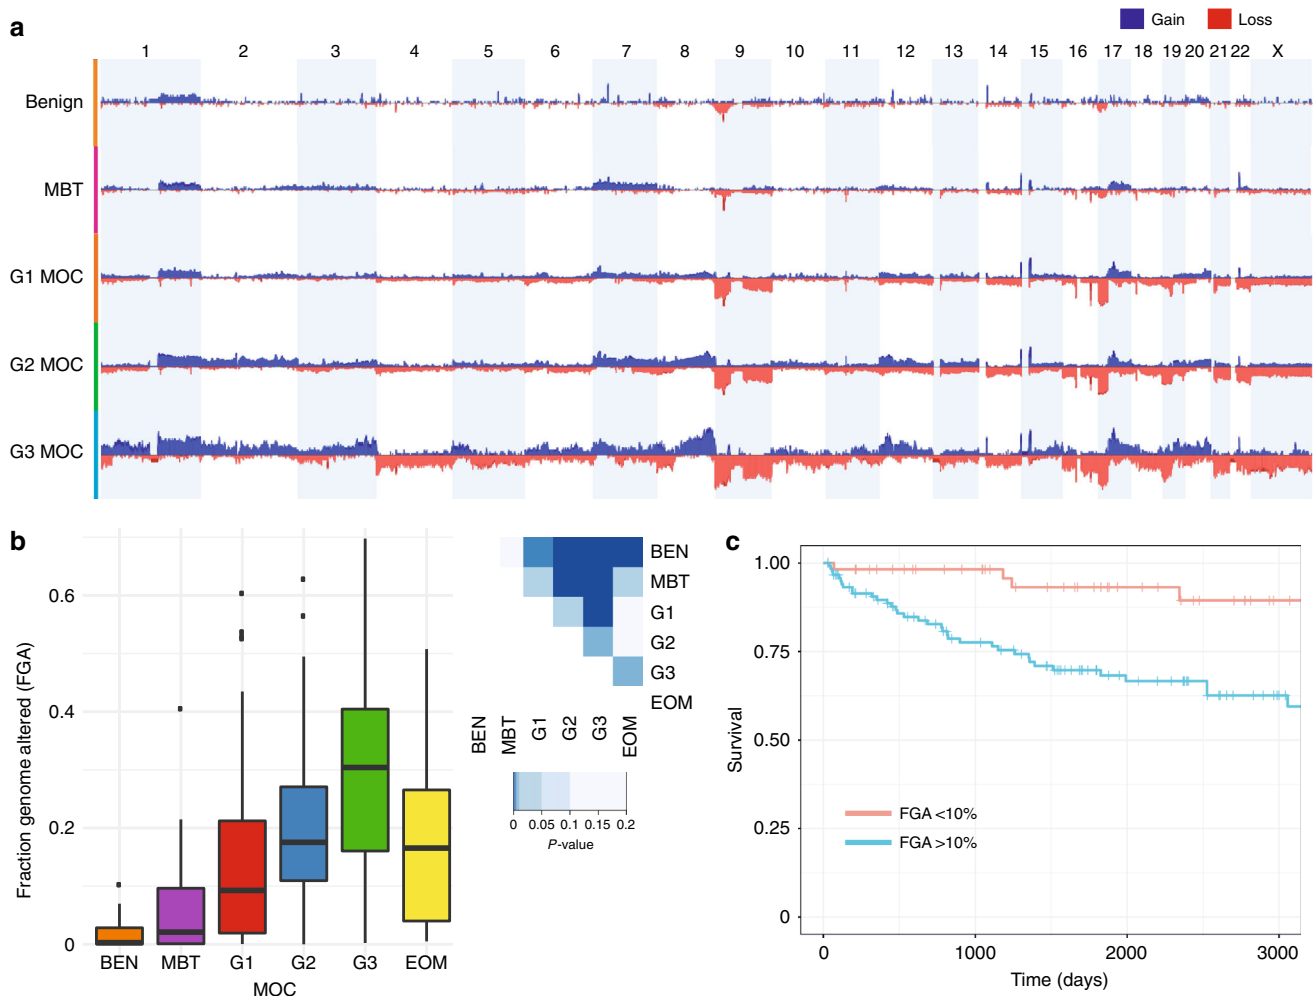 a
Gain
Loss
1 2 3 4 5 6 7 8 9 10 11 12 13 14 15 16 17 18 19 20 21 22 X
Benign
MBT
G1 MOC
G2 MOC
G3 MOC
b
Fraction genome altered (FGA)
0.6
0.4
0.2
0
BEN MBT G1 G2 G3 EOM
MOC
BEN
MBT
G1
G2
G3
EOM
BEN MBT G1 G2 G3 EOM
0 0.05 0.1 0.15 0.2
P-value
c
Survival
1.00
0.75
0.50
0.25
0
FGA <10%
FGA >10%
0 1000 2000 3000
Time (days)